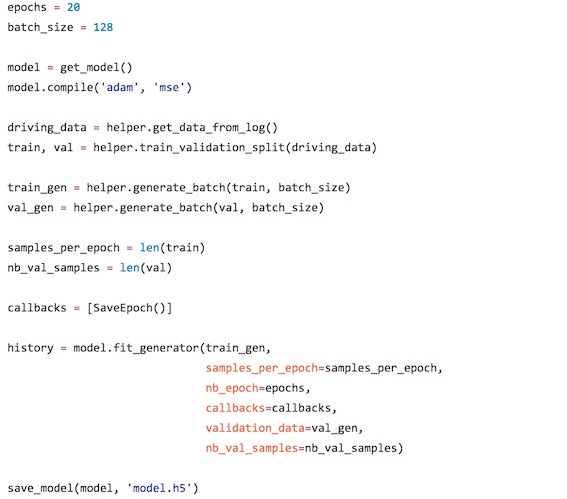 epochs = 20
batch_size = 128
model = get_model()
model.compile('adam', 'mse')
driving_data = helper.get_data_from_log()
train, val = helper.train_validation_split(driving_data)
train_gen = helper.generate_batch(train, batch_size)
val_gen = helper.generate_batch(val, batch_size)
samples_per_epoch = len(train)
nb_val_samples = len(val)
callbacks = [SaveEpoch()]
history = model.fit_generator(train_gen,
samples_per_epoch=samples_per_epoch,
nb_epoch=epochs,
callbacks=callbacks,
validation_data=val_gen,
nb_val_samples=nb_val_samples)
save_model(model, 'model.h5')